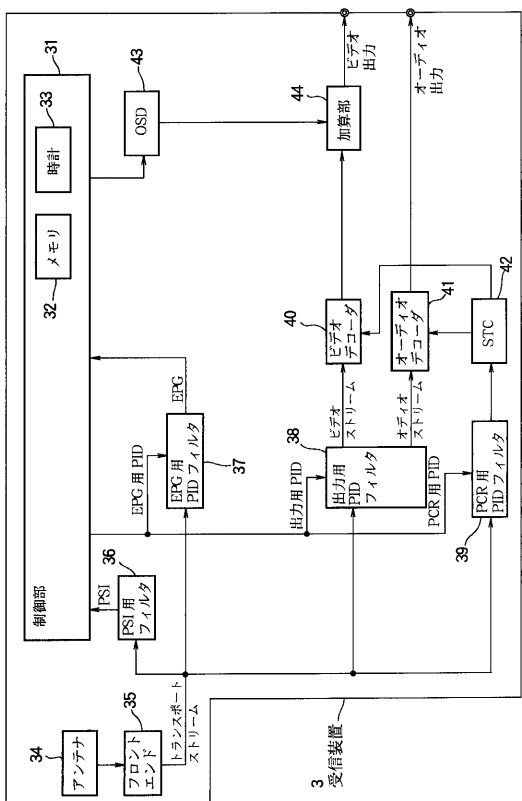 制御部
31
メモリ
32
時計
33
43
OSD
44
加算部
ビデオ
出力
オーディオ
出力
34
アンテナ
35
フロント
エンド
トランスポート
ストリーム
36
PSI用
フィルタ
PSI
EPG用PID
EPG用
PIDフィルタ
37
EPG
出力用PID
38
出力用
PID
フィルタ
ビデオ
ストリーム
オディオ
ストリーム
40
ビデオ
デコーダ
オーディオ
デコーダ
41
PCR用PID
PCR用
PIDフィルタ
39
STC
42
3
受信装置